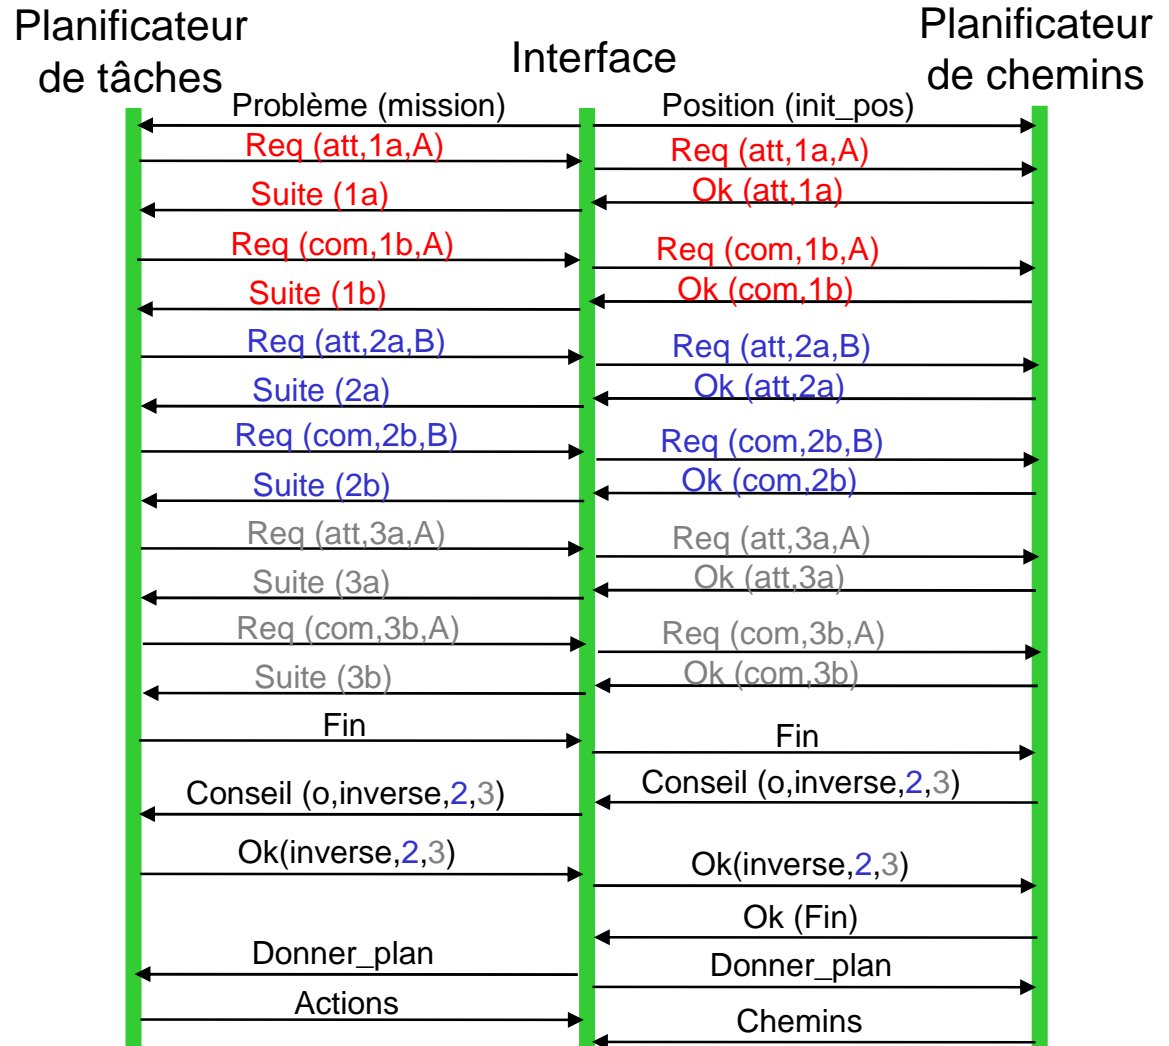 Planificateur
de tâches
Interface
Planificateur
de chemins
Problème (mission)
Position (init_pos)
Req (att,1a,A)
Req (att,1a,A)
Suite (1a)
Ok (att,1a)
Req (com,1b,A)
Req (com,1b,A)
Suite (1b)
Ok (com,1b)
Req (att,2a,B)
Req (att,2a,B)
Suite (2a)
Ok (att,2a)
Req (com,2b,B)
Req (com,2b,B)
Suite (2b)
Ok (com,2b)
Req (att,3a,A)
Req (att,3a,A)
Suite (3a)
Ok (att,3a)
Req (com,3b,A)
Req (com,3b,A)
Suite (3b)
Ok (com,3b)
Fin
Fin
Conseil (o,inverse,2,3)
Conseil (o,inverse,2,3)
Ok(inverse,2,3)
Ok(inverse,2,3)
Ok (Fin)
Donner_plan
Donner_plan
Actions
Chemins